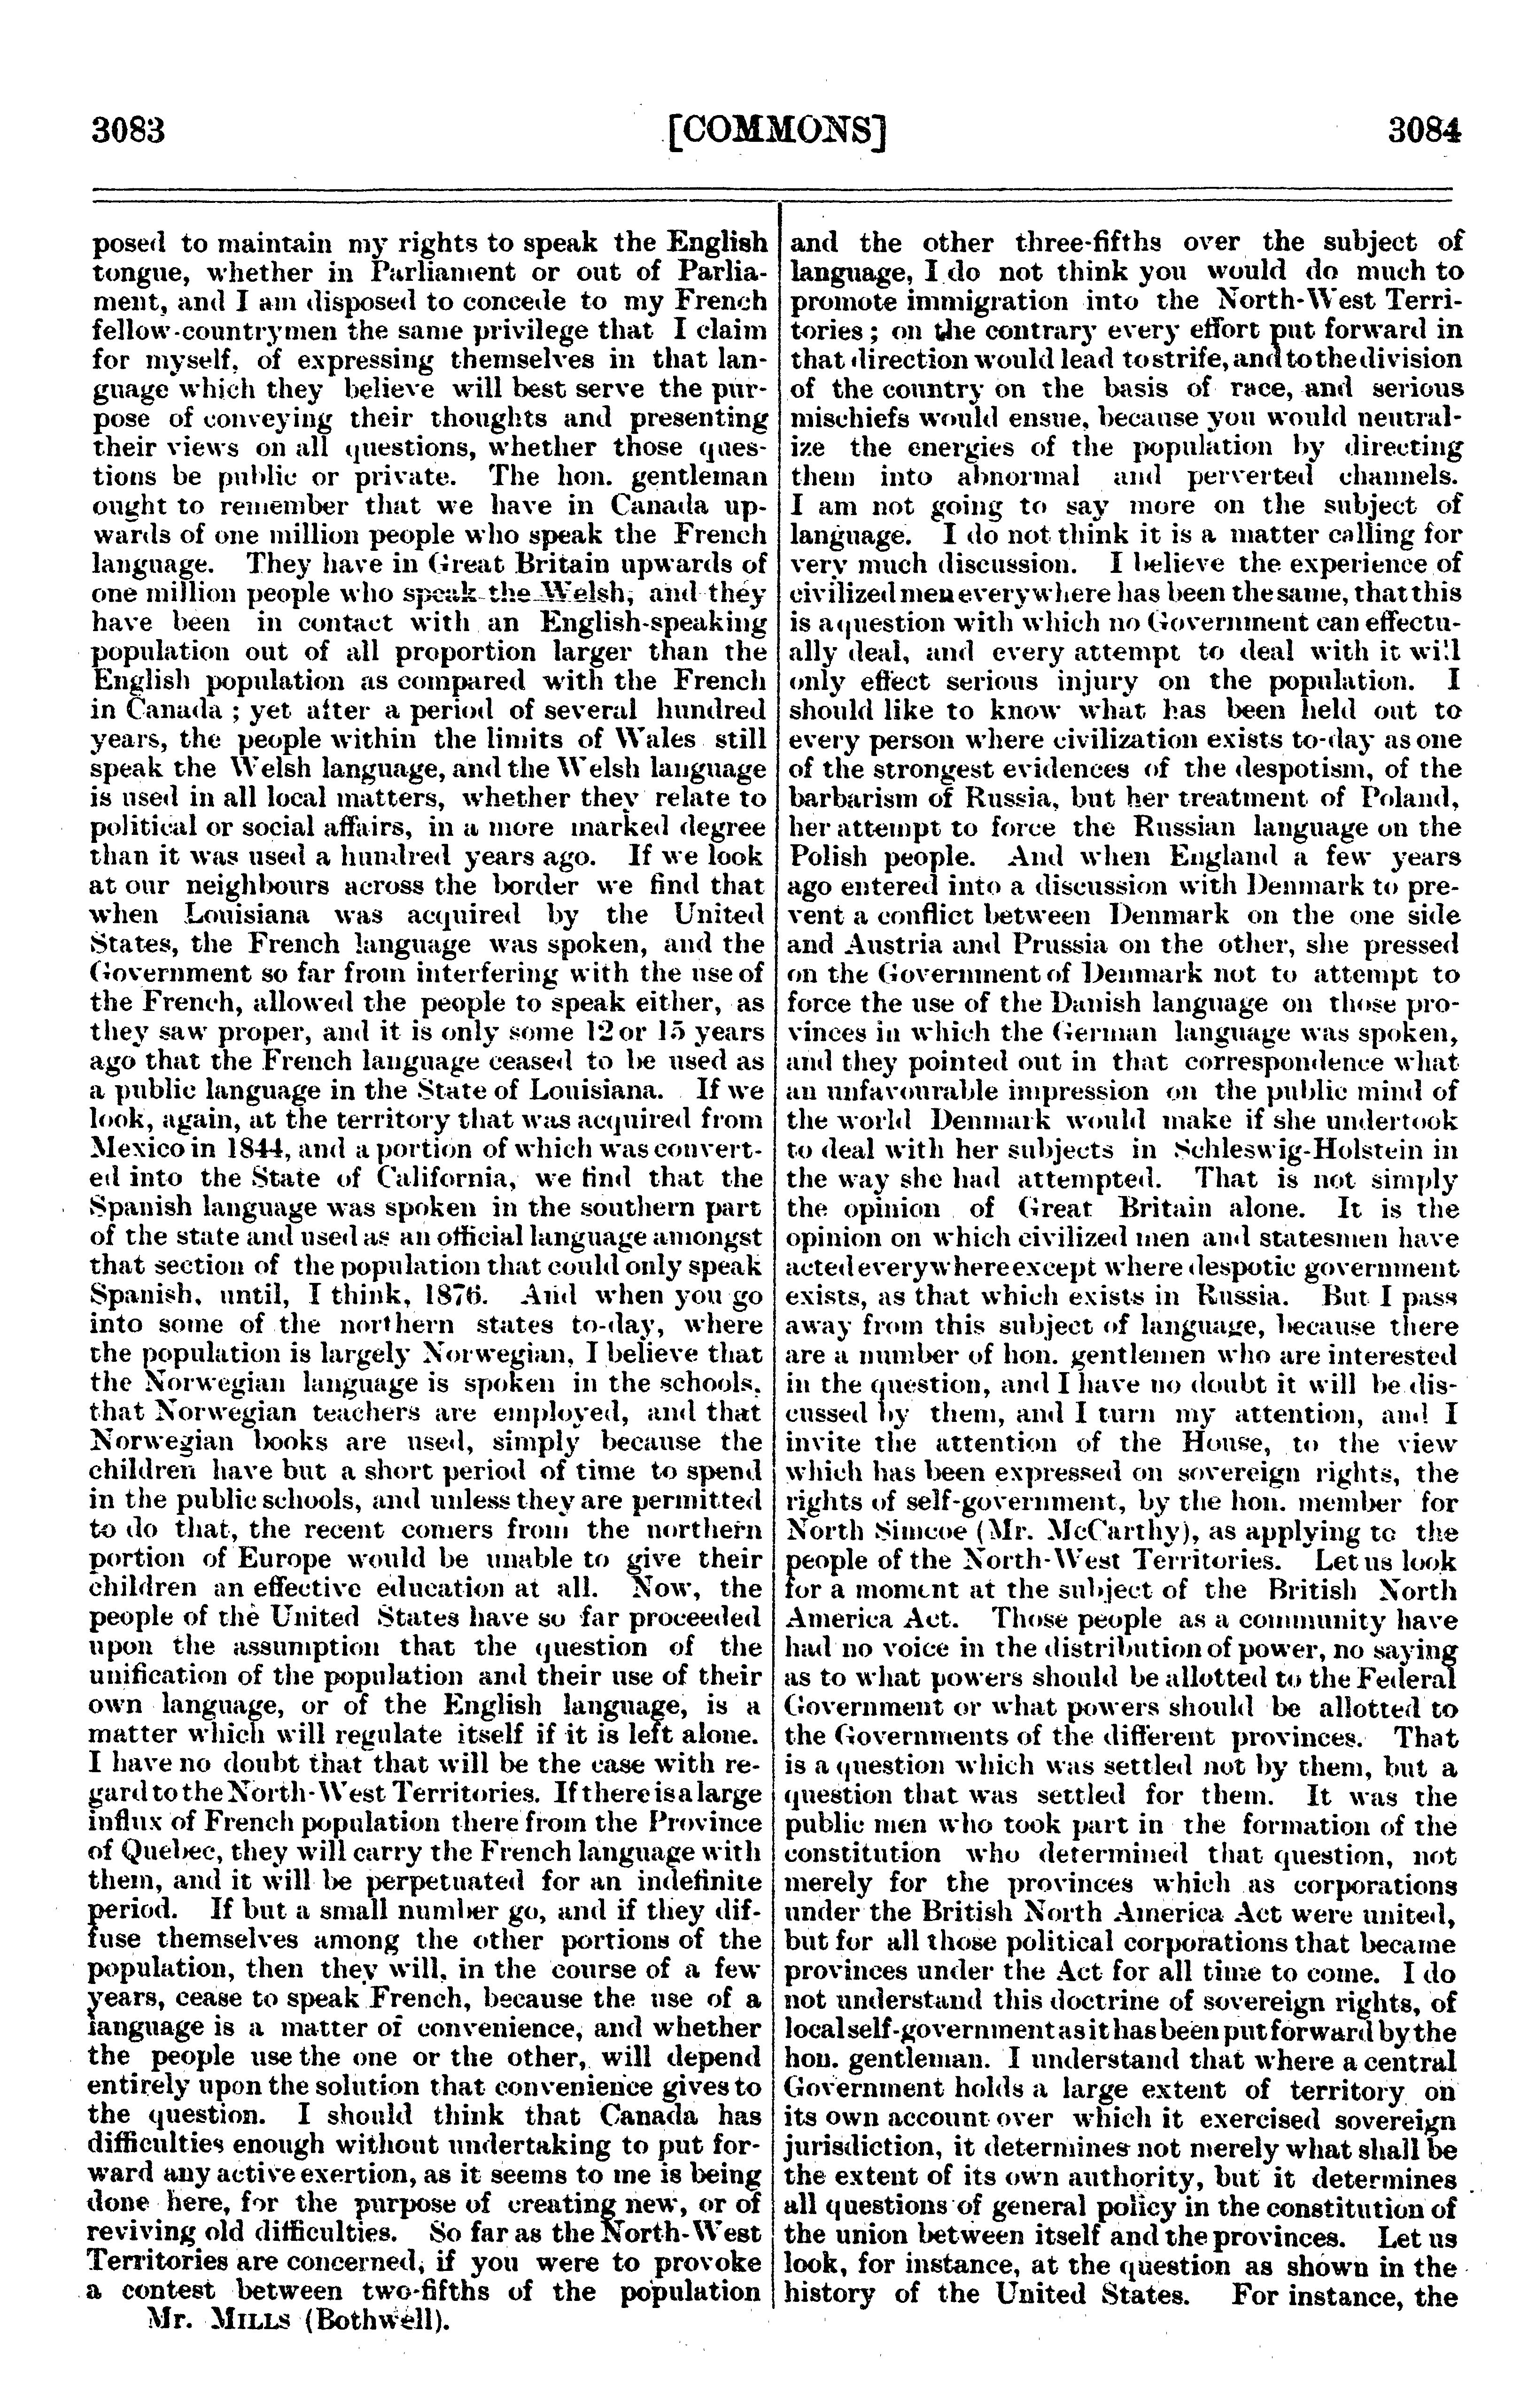 3083
[COMMONS]
3084
posed to maintain my rights to speak the English
tongue, whether in Parliament or out of Parlia-
ment, and I am disposed to concede to my French
fellow-countrymen the same privilege that I claim
for myself, of expressing themselves in that lan-
guage which they believe will best serve the pur-
pose of conveying their thoughts and presenting
their views on all questions, whether those ques-
tions be public or private. The hon. gentleman
ought to remember that we have in Canada up-
wards of one million people who speak the French
language. They have in Great Britain upwards of
one million people who speak the Welsh, and they
have been in contact with an English-speaking
population out of all proportion larger than the
English population as compared with the French
in Canada ; yet after a period of several hundred
years, the people within the limits of Wales still
speak the Welsh language, and the Welsh language
is used in all local matters, whether they relate to
political or social affairs, in a more marked degree
than it was used a hundred years ago. If we look
at our neighbours across the border we find that
when Louisiana was acquired by the United
States, the French language was spoken, and the
Government so far from interfering with the use of
the French, allowed the people to speak either, as
they saw proper, and it is only some 12 or 15 years
ago that the French language ceased to be used as
a public language in the State of Louisiana. If we
look, again, at the territory that was acquired from
Mexico in 1844, and a portion of which was convert-
ed into the State of California, we find that the
Spanish language was spoken in the southern part
of the state and used as an official language amongst
that section of the population that could only speak
Spanish, until, I think, 1876. And when you go
into some of the northern states to-day, where
the population is largely Norwegian, I believe that
the Norwegian language is spoken in the schools,
that Norwegian teachers are employed, and that
Norwegian books are used, simply because the
children have but a short period of time to spend
in the public schools, and unless they are permitted
to do that, the recent comers from the northern
portion of Europe would be unable to give their
children an effective education at all. Now, the
people of the United States have so far proceeded
upon the assumption that the question of the
unification of the population and their use of their
own language, or of the English language, is a
matter which will regulate itself if it is left alone.
I have no doubt that that will be the case with re-
gard to the North-West Territories. If there is a large
influx of French population there from the Province
of Quebec, they will carry the French language with
them, and it will be perpetuated for an indefinite
period. If but a small number go, and if they dif-
fuse themselves among the other portions of the
population, then they will, in the course of a few
years, cease to speak French, because the use of a
language is a matter of convenience, and whether
the people use the one or the other, will depend
entirely upon the solution that convenience gives to
the question. I should think that Canada has
difficulties enough without undertaking to put for-
ward any active exertion, as it seems to me is being
done here, for the purpose of creating new, or of
reviving old difficulties. So far as the North-West
Territories are concerned, if you were to provoke
a contest between two-fifths of the population
Mr. MILLS (Bothwell).
and the other three-fifths over the subject of
language, I do not think you would do much to
promote immigration into the North-West Terri-
tories ; on the contrary every effort put forward in
that direction would lead to strife, and to the division
of the country on the basis of race, and serious
mischiefs would ensue, because you would neutral-
ize the energies of the population by directing
them into abnormal and perverted channels.
I am not going to say more on the subject of
language. I do not think it is a matter calling for
very much discussion. I believe the experience of
civilized men everywhere has been the same, that this
is a question with which no Government can effectu-
ally deal, and every attempt to deal with it will
only effect serious injury on the population. I
should like to know what has been held out to
every person where civilization exists to-day as one
of the strongest evidences of the despotism, of the
barbarism of Russia, but her treatment of Poland,
her attempt to force the Russian language on the
Polish people. And when England a few years
ago entered into a discussion with Denmark to pre-
vent a conflict between Denmark on the one side
and Austria and Prussia on the other, she pressed
on the Government of Denmark not to attempt to
force the use of the Danish language on those pro-
vinces in which the German language was spoken,
and they pointed out in that correspondence what
an unfavourable impression on the public mind of
the world Denmark would make if she undertook
to deal with her subjects in Schleswig-Holstein in
the way she had attempted. That is not simply
the opinion of Great Britain alone. It is the
opinion on which civilized men and statesmen have
acted everywhere except where despotic government
exists, as that which exists in Russia. But I pass
away from this subject of language, because there
are a number of hon. gentlemen who are interested
in the question, and I have no doubt it will be dis-
cussed by them, and I turn my attention, and I
invite the attention of the House, to the view
which has been expressed on sovereign rights, the
rights of self-government, by the hon. member for
North Simcoe (Mr. McCarthy), as applying to the
people of the North-West Territories. Let us look
for a moment at the subject of the British North
America Act. Those people as a community have
had no voice in the distribution of power, no saying
as to what powers should be allotted to the Federal
Government or what powers should be allotted to
the Governments of the different provinces. That
is a question which was settled not by them, but a
question that was settled for them. It was the
public men who took part in the formation of the
constitution who determined that question, not
merely for the provinces which as corporations
under the British North America Act were united,
but for all those political corporations that became
provinces under the Act for all time to come. I do
not understand this doctrine of sovereign rights, of
local self-government as it has been put forward by the
hon. gentleman. I understand that where a central
Government holds a large extent of territory on
its own account over which it exercised sovereign
jurisdiction, it determines not merely what shall be
the extent of its own authority, but it determines
all questions of general policy in the constitution of
the union between itself and the provinces. Let us
look, for instance, at the question as shown in the
history of the United States. For instance, the